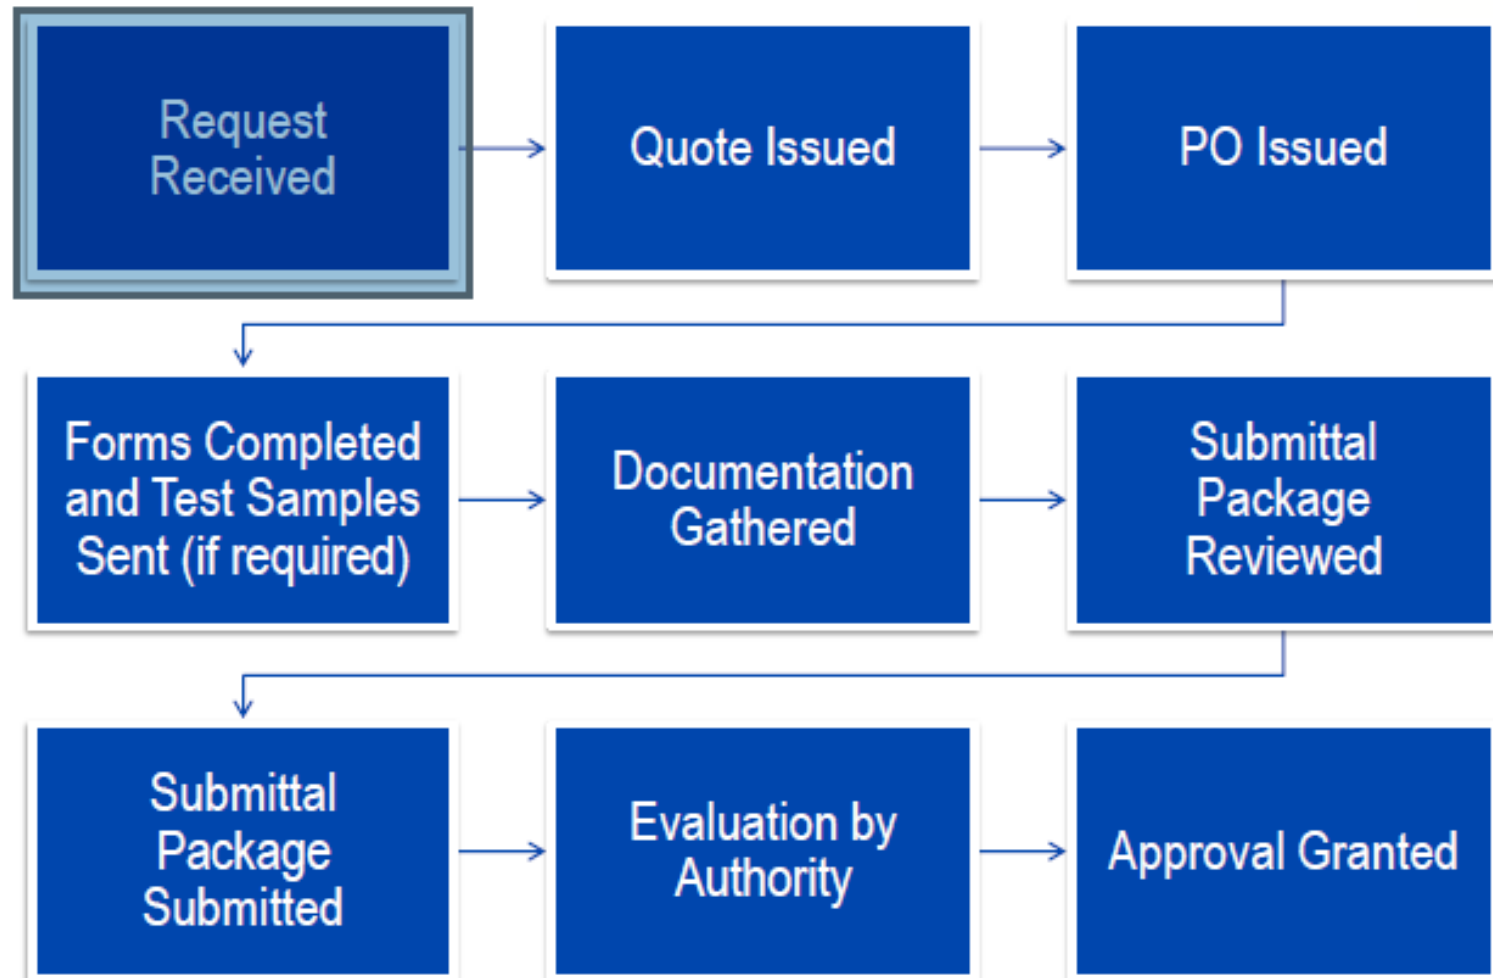 Request
Received
Quote Issued
PO Issued
Forms Completed
and Test Samples
Sent (if required)
Documentation
Gathered
Submittal
Package
Reviewed
Submittal
Package
Submitted
Evaluation by
Authority
Approval Granted